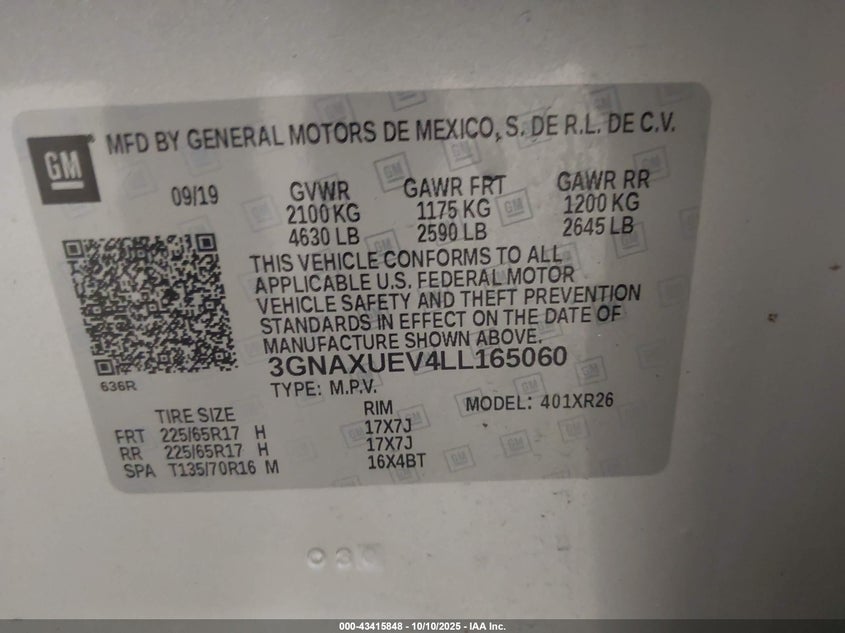 GM
MFD BY GENERAL MOTORS DE MEXICO, S. DE R.L. DE C.V.
09/19 GVWR GAWR FRT GAWR RR
2100 KG 1175 KG 1200 KG
4630 LB 2590 LB 2645 LB
THIS VEHICLE CONFORMS TO ALL
APPLICABLE U.S. FEDERAL MOTOR
VEHICLE SAFETY AND THEFT PREVENTION
STANDARDS IN EFFECT ON THE DATE OF
MANUFACTURE SHOWN ABOVE.
3GNAXUEV4LL165060
636R
TYPE: M.P.V.
TIRE SIZE RIM MODEL: 401XR26
FRT 225/65R17 H 17X7J
RR 225/65R17 H 17X7J
SPA T135/70R16 M 16X4BT
000-43415848 - 10/10/2025 - IAA Inc.